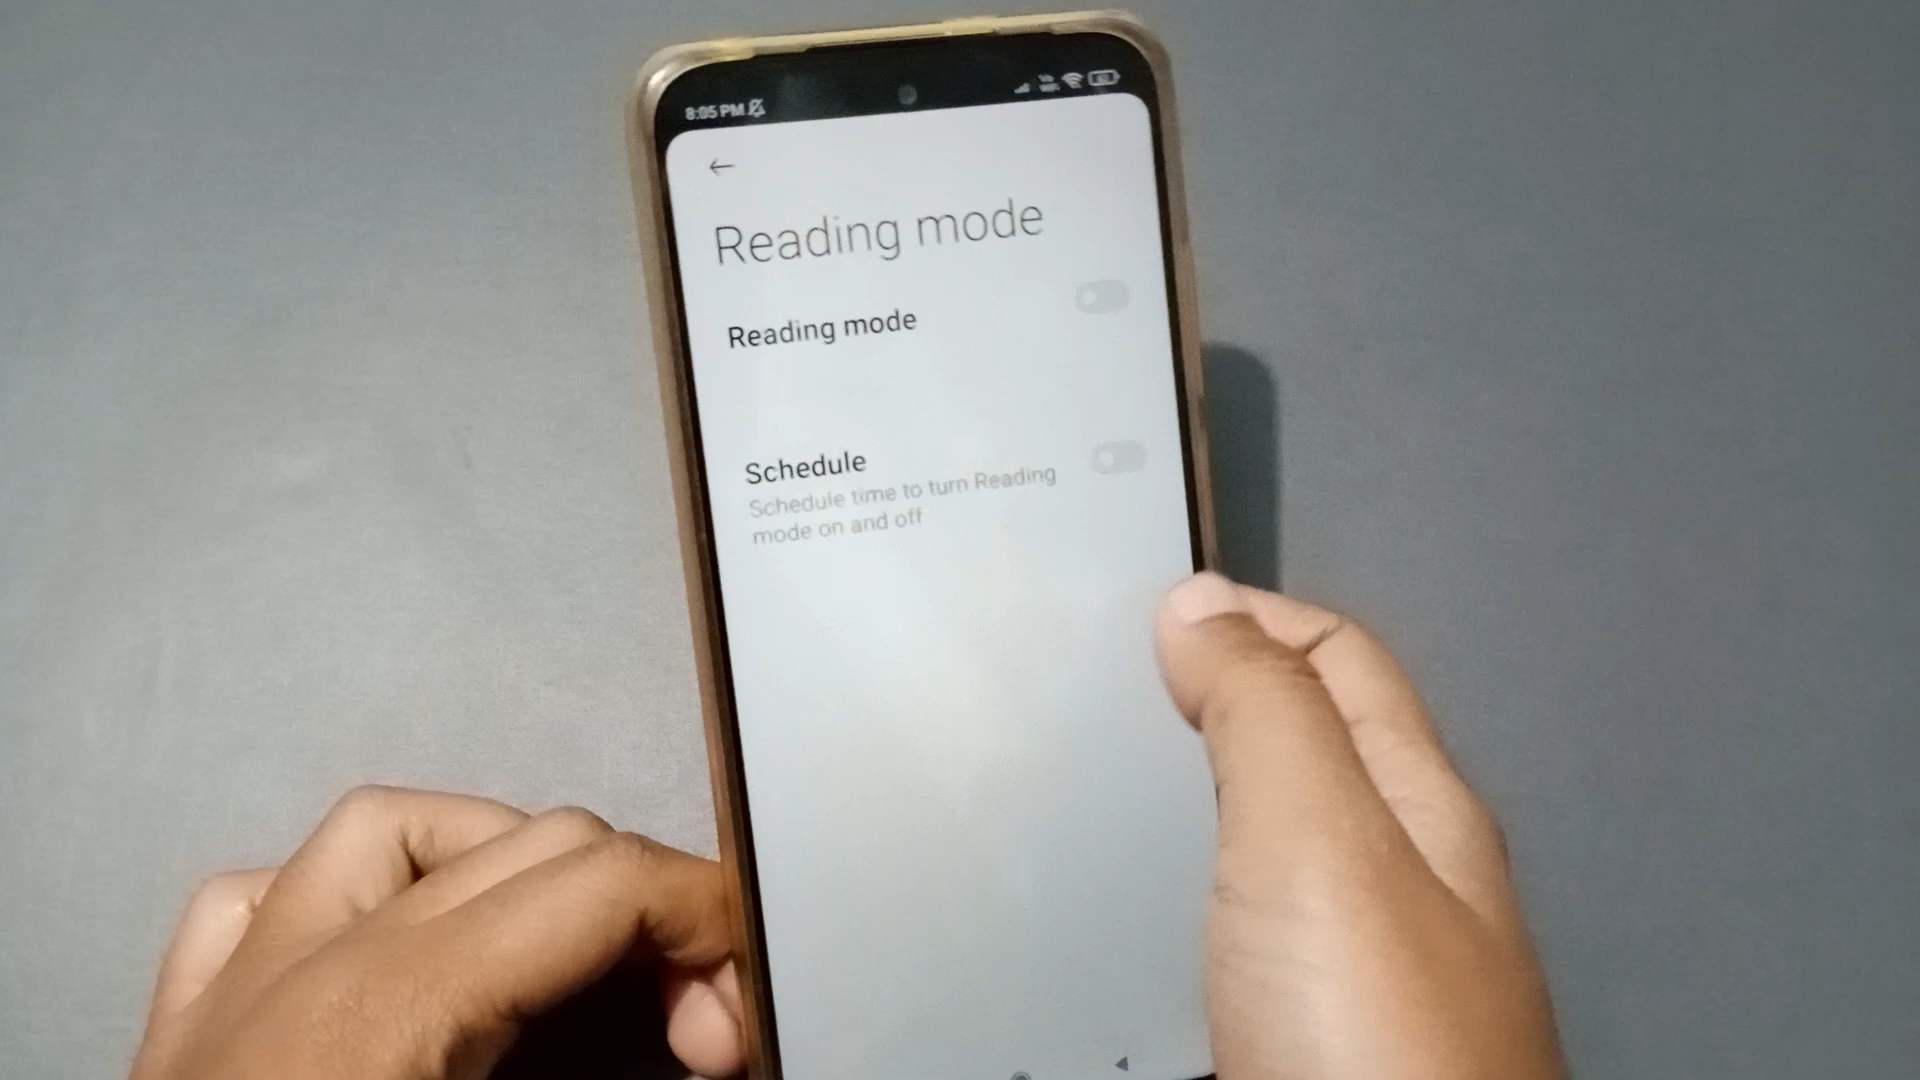 8:05 PM
Reading mode
Reading mode
Schedule
Schedule time to turn Reading
mode on and off